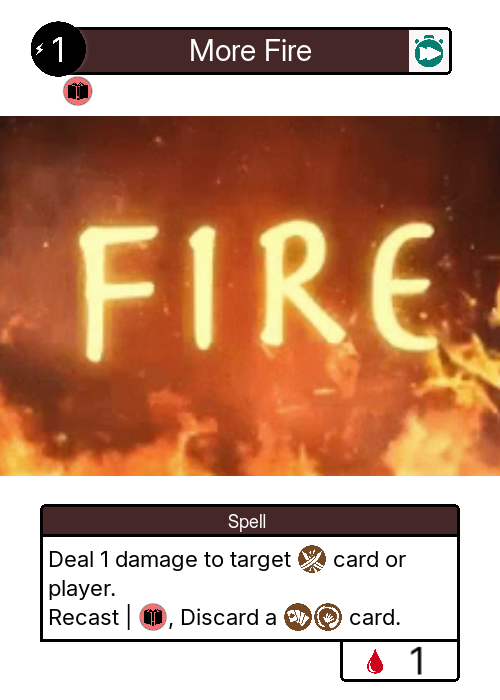 1
More Fire
FIRE
Spell
Deal 1 damage to target card or
player.
Recast | , Discard a card.
1